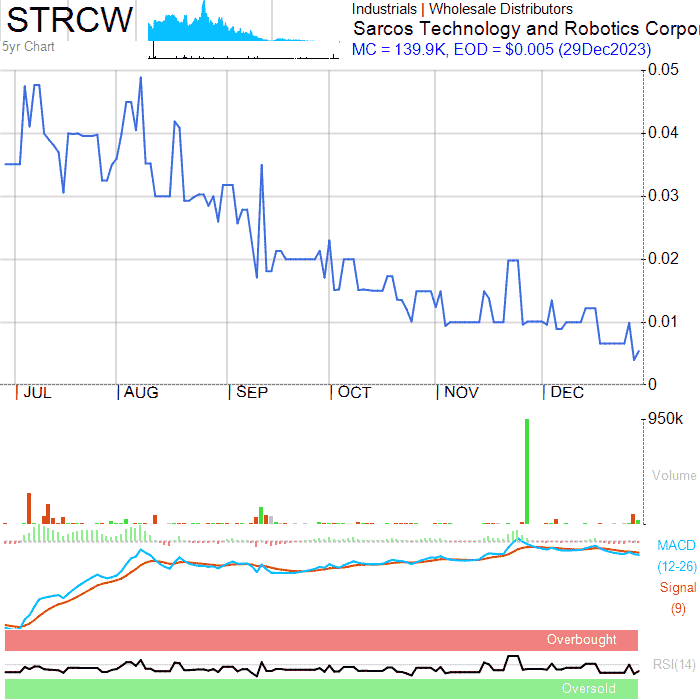 STRCW
5yr Chart
Industrials | Wholesale Distributors
Sarcos Technology and Robotics Corpor
MC = 139.9K, EOD = $0.005 (29Dec2023)
0.05
0.04
0.03
0.02
0.01
0
JUL AUG SEP OCT NOV DEC
950k
Volume
MACD
(12-26)
Signal
(9)
Overbought
RSI(14)
Oversold